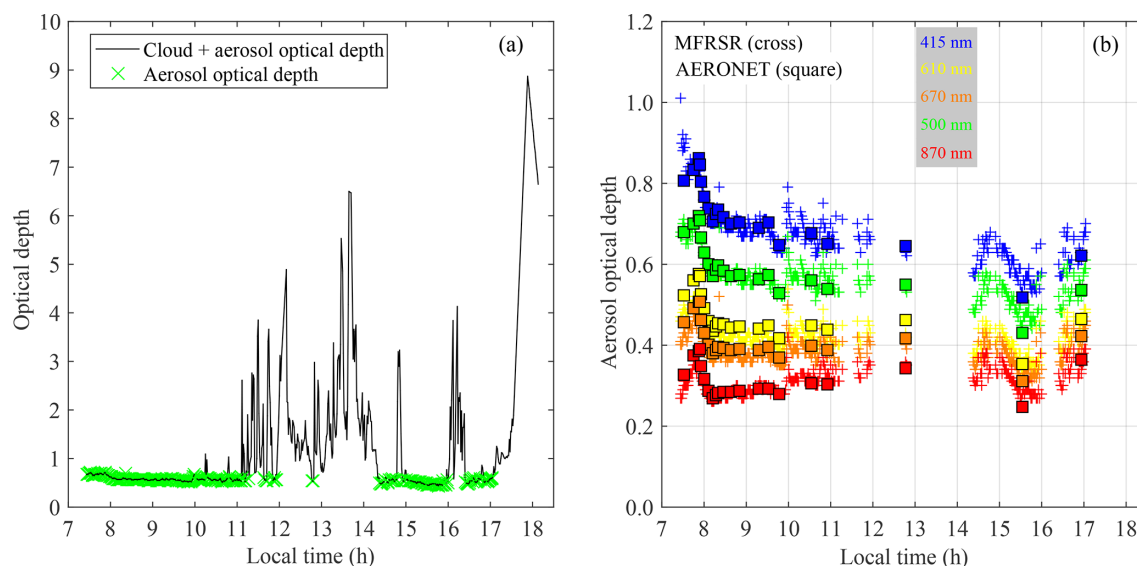 10
9
8
7
6
5
4
3
2
1
0
Optical depth
Cloud + aerosol optical depth
Aerosol optical depth
(a)
7 8 9 10 11 12 13 14 15 16 17 18
Local time (h)
1.2
1.0
0.8
0.6
0.4
0.2
0.0
Aerosol optical depth
MFRSR (cross)
AERONET (square)
415 nm
610 nm
670 nm
500 nm
870 nm
(b)
7 8 9 10 11 12 13 14 15 16 17 18
Local time (h)